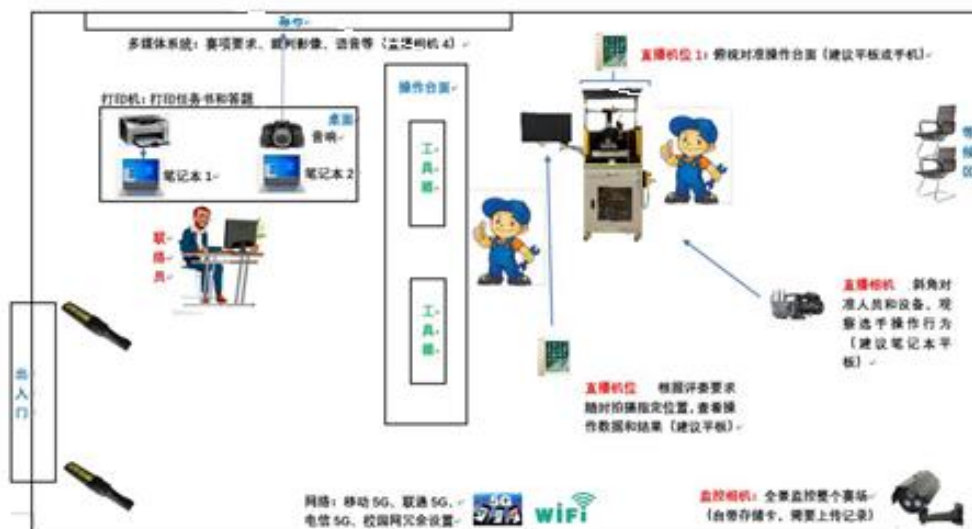 多媒体系统：赛项要求、裁判影像、语音等（直播相机 4）
打印机：打印任务书和答题
桌面
音响
笔记本 1
笔记本 2
联络员
操作台面
工具箱
工具箱
直播机位 1：俯视对准操作台面（建议平板或手机）
等候区
直播相机 斜角对
准人员和设备、观
察选手操作行为
（建议笔记本平
板）
直播机位 根据评委要求
随时拍摄指定位置，查看操
作数据和结果（建议平板）
出入门
网络：移动 5G、联通 5G、
电信 5G、校园网冗余设置
5G
WiFi
监控相机：全景监控整个赛场
（自带存储卡，需要上传记录）